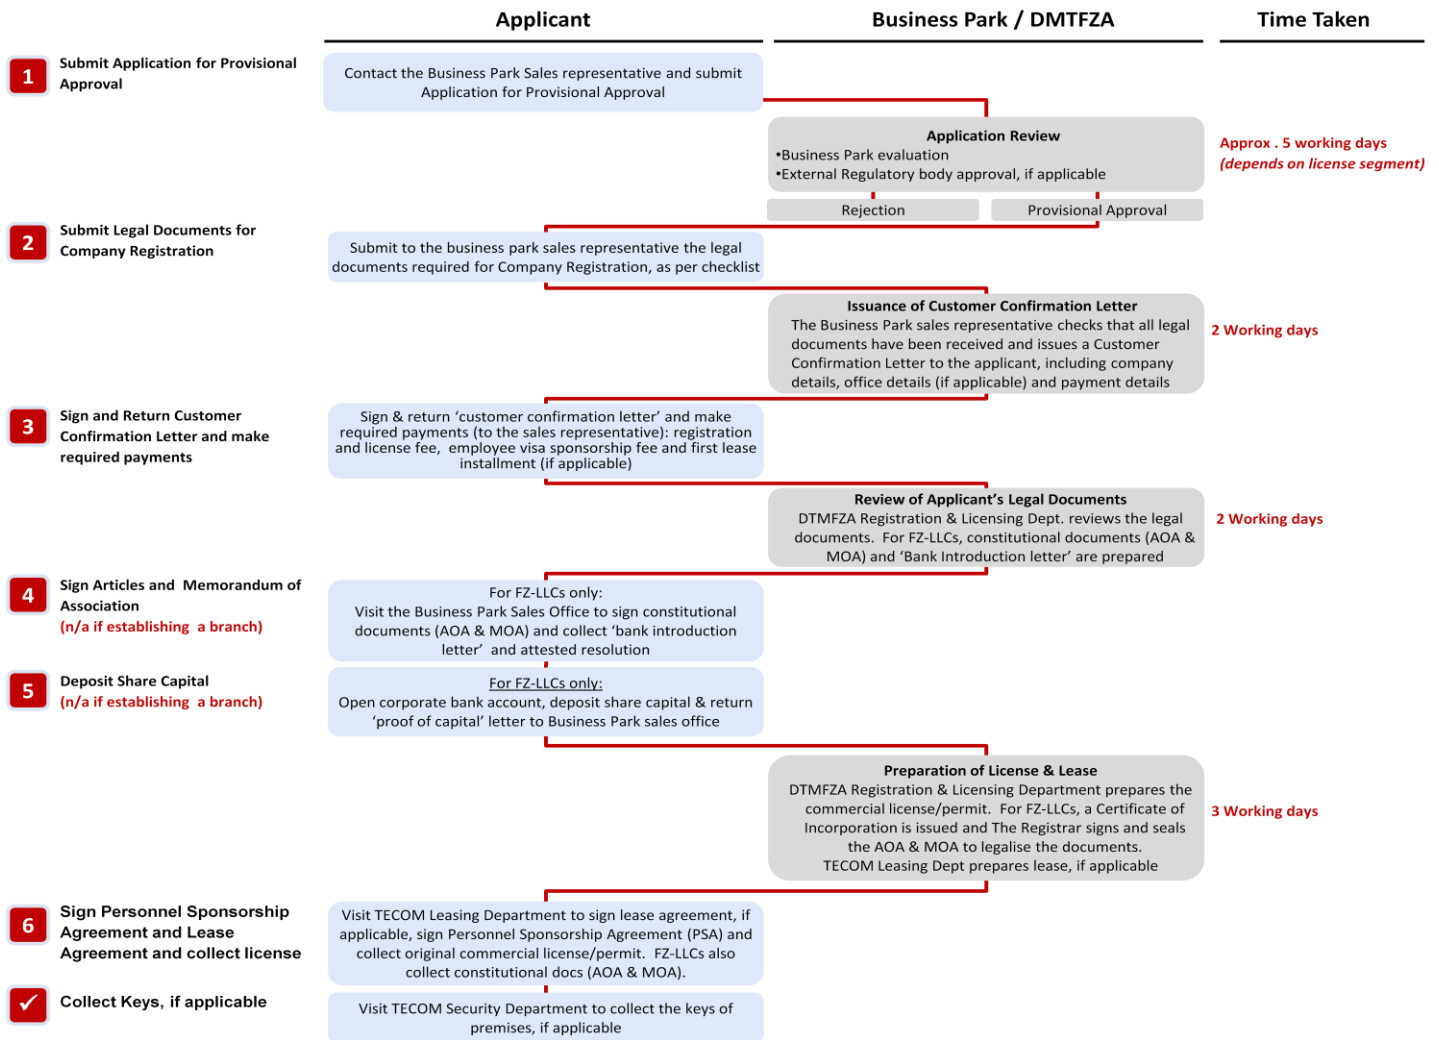 Applicant
Business Park / DMTFZA
Time Taken
1
Submit Application for Provisional
Approval
Contact the Business Park Sales representative and submit
Application for Provisional Approval
Application Review
•Business Park evaluation
•External Regulatory body approval, if applicable
Approx . 5 working days
(depends on license segment)
Rejection
Provisional Approval
2
Submit Legal Documents for
Company Registration
Submit to the business park sales representative the legal
documents required for Company Registration, as per checklist
Issuance of Customer Confirmation Letter
The Business Park sales representative checks that all legal
documents have been received and issues a Customer
Confirmation Letter to the applicant, including company
details, office details (if applicable) and payment details
2 Working days
3
Sign and Return Customer
Confirmation Letter and make
required payments
Sign & return ‘customer confirmation letter’ and make
required payments (to the sales representative): registration
and license fee, employee visa sponsorship fee and first lease
installment (if applicable)
Review of Applicant’s Legal Documents
DTMFZA Registration & Licensing Dept. reviews the legal
documents. For FZ-LLCs, constitutional documents (AOA &
MOA) and ‘Bank Introduction letter’ are prepared
2 Working days
4
Sign Articles and Memorandum of
Association
(n/a if establishing a branch)
For FZ-LLCs only:
Visit the Business Park Sales Office to sign constitutional
documents (AOA & MOA) and collect ‘bank introduction
letter’ and attested resolution
5
Deposit Share Capital
(n/a if establishing a branch)
For FZ-LLCs only:
Open corporate bank account, deposit share capital & return
‘proof of capital’ letter to Business Park sales office
Preparation of License & Lease
DTMFZA Registration & Licensing Department prepares the
commercial license/permit. For FZ-LLCs, a Certificate of
Incorporation is issued and The Registrar signs and seals
the AOA & MOA to legalise the documents.
TECOM Leasing Dept prepares lease, if applicable
3 Working days
6
Sign Personnel Sponsorship
Agreement and Lease
Agreement and collect license
Visit TECOM Leasing Department to sign lease agreement, if
applicable, sign Personnel Sponsorship Agreement (PSA) and
collect original commercial license/permit. FZ-LLCs also
collect constitutional docs (AOA & MOA).
✓
Collect Keys, if applicable
Visit TECOM Security Department to collect the keys of
premises, if applicable